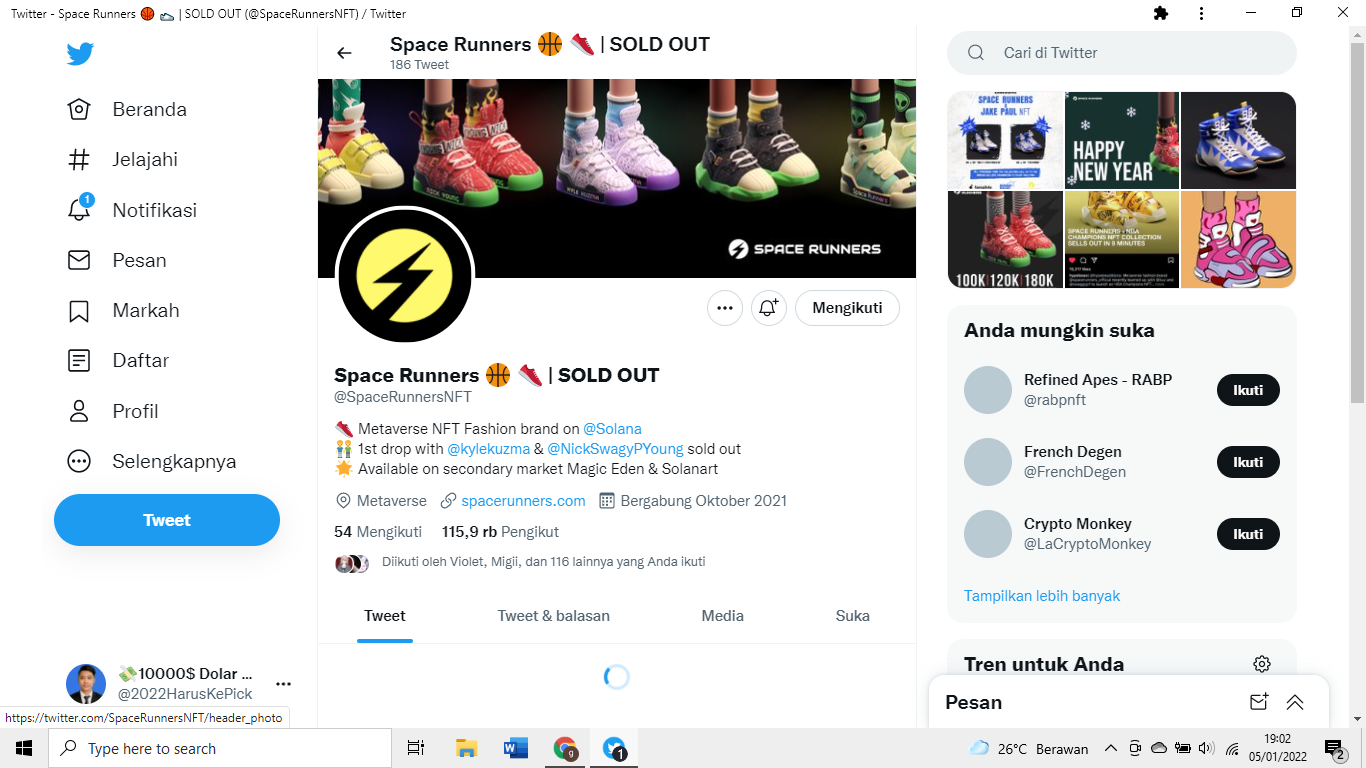 Twitter - Space Runners 🏀 👟 | SOLD OUT (@SpaceRunnersNFT) / Twitter
Beranda
Jelajahi
1
Notifikasi
Pesan
Markah
Daftar
Profil
Selengkapnya
Tweet
💸10000$ Dolar ...
@2022HarusKePick
https://twitter.com/SpaceRunnersNFT/header_photo
Space Runners 🏀 👟 | SOLD OUT
186 Tweet
NICK YOUNG
KYLE KUZMA
SPACE RUNNERS
Mengikuti
Space Runners 🏀 👟 | SOLD OUT
@SpaceRunnersNFT
👟 Metaverse NFT Fashion brand on @Solana
👬 1st drop with @kylekuzma & @NickSwagyPYoung sold out
🌟 Available on secondary market Magic Eden & Solanart
Metaverse spacerunners.com Bergabung Oktober 2021
54 Mengikuti 115,9 rb Pengikut
Diikuti oleh Violet, Migii, dan 116 lainnya yang Anda ikuti
Tweet Tweet & balasan Media Suka
Cari di Twitter
SPACE RUNNERS
X
JAKE PAUL NFT
SPACE RUNNERS
HAPPY
NEW YEAR
100K 120K 180K
SPACE RUNNERS - NBA
CHAMPIONS NFT COLLECTION
SELLS OUT IN 9 MINUTES
Anda mungkin suka
Refined Apes - RABP
@rabpnft
Ikuti
French Degen
@FrenchDegen
Ikuti
Crypto Monkey
@LaCryptoMonkey
Ikuti
Tampilkan lebih banyak
Tren untuk Anda
Pesan
Type here to search
1
26°C Berawan
19:02
05/01/2022
2